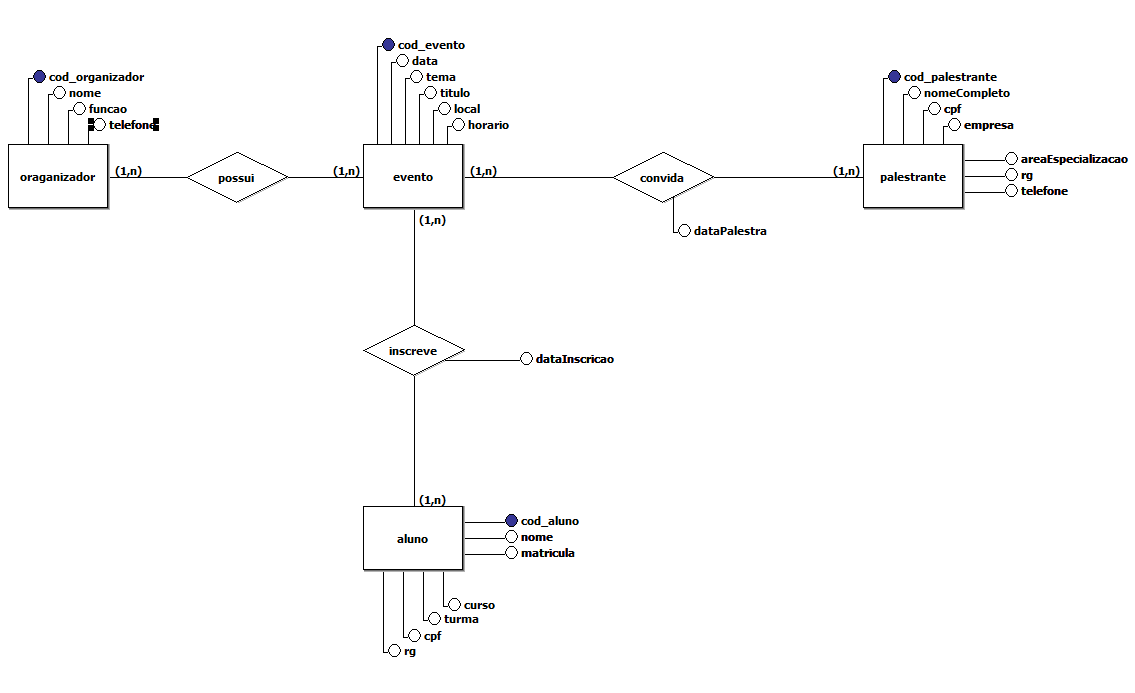 cod_organizador
nome
funcao
telefone
oraganizador
(1,n)
possui
(1,n)
cod_evento
data
tema
titulo
local
horario
evento
(1,n)
(1,n)
convida
dataPalestra
(1,n)
cod_palestrante
nomeCompleto
cpf
empresa
palestrante
areaEspecializacao
rg
telefone
inscreve
dataInscricao
(1,n)
aluno
cod_aluno
nome
matricula
curso
turma
cpf
rg